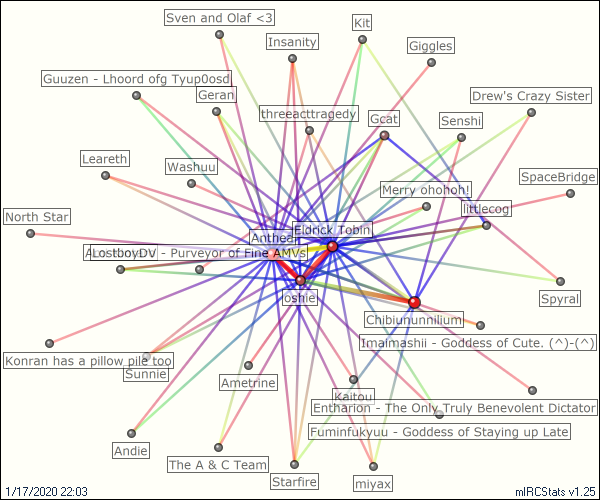 Sven and Olaf <3
Kit
Insanity
Giggles
Guuzen - Lhoord ofg Tyup0osd
Geran
Drew's Crazy Sister
threeacttragedy
Gcat
Senshi
Leareth
Washuu
SpaceBridge
Merry ohohoh!
littlecog
North Star
Eldrick Tobin
Anthear
LostboyDV - Purveyor of Fine AMVs
oshie
Spyral
Chibiununnilium
Imaimashii - Goddess of Cute. (^)-(^)
Konran has a pillow pile too
Sunnie
Ametrine
Kaitou
Entharion - The Only Truly Benevolent Dictator
Fuminfukyuu - Goddess of Staying up Late
Andie
The A & C Team
Starfire
miyax
1/17/2020 22:03
mIRCStats v1.25